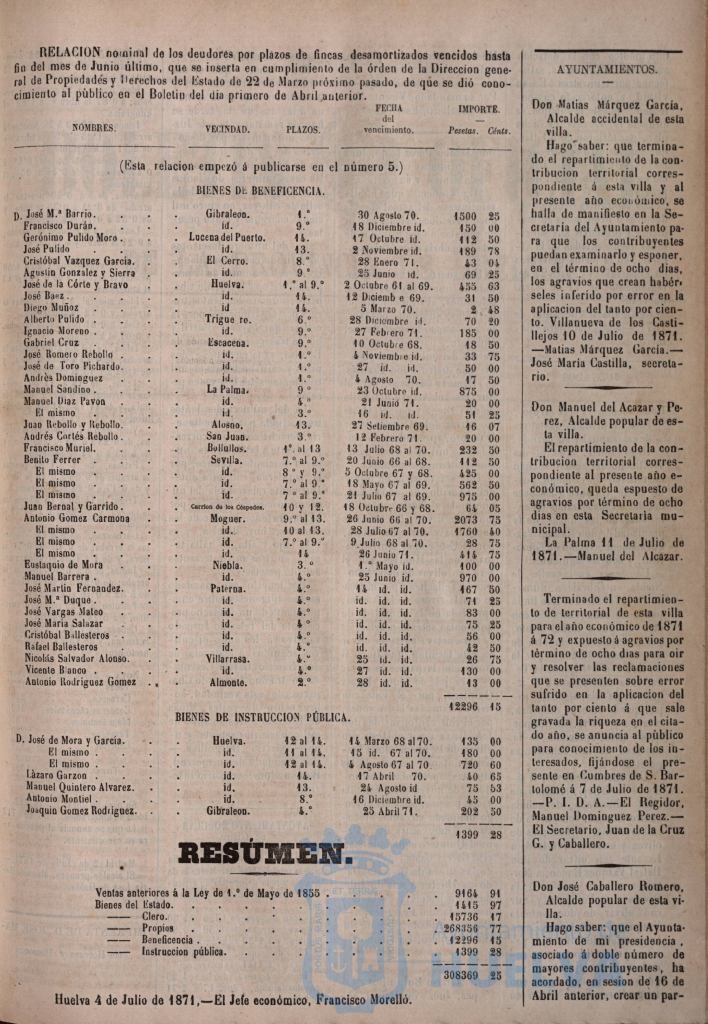 RELACION nominal de los deudores por plazos de fincas desamortizados vencidos hasta
fin del mes de Junio último, que se inserta en cumplimiento de la órden de la Direccion gene-
ral de Propiedades y Derechos del Estado de 22 de Marzo próximo pasado, de que se dió cono-
cimiento al público en el Boletin del dia primero de Abril anterior.
NOMBRES. VECINDAD. PLAZOS. FECHA del vencimiento. IMPORTE. — Pesetas. Cénts.
(Esta relacion empezó á publicarse en el número 5.)
BIENES DE BENEFICENCIA.
D. José M.ª Barrio. Gibraleon. 1.º 30 Agosto 70. 1500 25
Francisco Durán. id. 9.º 18 Diciembre id. 150 00
Gerónimo Pulido Moro. Lucena del Puerto. 14. 17 Octubre id. 112 50
José Pulido id. 13. 2 Noviembre id. 189 78
Cristóbal Vazquez Garcia. El Cerro. 8.º 28 Enero 71. 43 04
Agustin Gonzalez y Sierra id. 9.º 25 Junio id. 69 25
José de la Córte y Bravo Huelva. 1.º al 9.º 2 Octubre 61 al 69. 455 63
José Baez. id. 14. 12 Diciemb e 69. 31 50
Diego Muñoz id. 14. 5 Marzo 70. 2 48
Alberto Pulido Trigue ro. 6.º 28 Diciembre id. 70 20
Ignacio Moreno id. 9.º 27 Febrero 71. 185 00
Gabriel Cruz Escacena. 9.º 10 Octubre 68. 18 50
José Romero Rebollo id. 1.º 4 Noviembre id. 33 75
José de Toro Pichardo. id. 1.º 27 id. id. 50 00
Andrés Dominguez id. 1.º 4 Agosto 70. 17 50
Manuel Sandino La Palma. 9º 23 Octubre id. 875 00
Manuel Diaz Pavon id. 4.º 21 Junio 71. 20 00
El mismo id. 3.º 16 id. id. 51 25
Juan Rebollo y Rebollo. Alosno. 13. 27 Setiembre 69. 16 07
Andrés Cortés Rebollo. San Juan. 3.º 12 Febrero 71. 20 00
Francisco Muriel. Bollullos. 1º. al 13 13 Julio 68 al 70. 232 50
Benito Ferrer Sevilla. 7.º al 9.º 20 Junio 66 al 68. 112 50
El mismo id. 8º y 9.º 5 Octubre 67 y 68. 425 00
El mismo id. 7.º al 9.º 18 Mayo 67 al 69. 562 50
El mismo id. 7º al 9.º 21 Julio 67 al 69. 975 00
Juan Bernal y Garrido. Carrion de los Céspedes. 10 y 12. 18 Octubre 66 y 68. 64 05
Antonio Gomez Carmona Moguer. 9.º al 13. 26 Junio 66 al 70. 2073 75
El mismo id. 10 al 13. 28 Julio 67 al 70. 1760 40
El mismo id. 7.º al 9.º 9 Julio 68 al 70. 28 75
El mismo id. 14 26 Junio 71. 414 75
Eustaquio de Mora Niebla. 3.º 1.º Mayo id. 100 00
Manuel Barrera id. 4.º 25 Junio id. 970 00
José Martin Fernandez. Paterna. 4.º 14 id. id. 167 50
José M.ª Duque. id. 4.º id. id. id. 71 25
José Vargas Mateo id. 4.º id. id. id. 83 00
José Maria Salazar id. 4.º id. id. id. 75 25
Cristóbal Ballesteros id. 4.º id. id. id. 56 00
Rafael Ballesteros id. 4.º id. id. id. 42 50
Nicolás Salvador Alonso. Villarrasa. 4.º 25 id. id. 26 75
Vicente Blanco id. 4.º 27 id. id. 130 00
Antonio Rodriguez Gomez Almonte. 2.º 28 id. id. 13 00
12296 15
BIENES DE INSTRUCCION PÚBLICA.
D. José de Mora y Garcia. Huelva. 12 al 14. 14 Marzo 68 al 70. 135 00
El mismo id. 11 al 14. 15 id. 67 al 70. 180 00
El mismo id. 12 al 14. 4 Agosto 67 al 70. 720 60
Làzaro Garzon id. 14. 17 Abril 70. 40 65
Manuel Quintero Alvarez. id. 13. 24 Agosto id 75 53
Antonio Montiel id. 8.º 16 Diciembre id. 45 00
Joaquin Gomez Rodriguez. Gibraleon. 4.º 25 Abril 71. 202 50
1399 28
RESÚMEN.
Ventas anteriores á la Ley de 1.º de Mayo de 1855 9164 91
Bienes del Estado. 1415 97
— Clero. 15736 17
— Propios 268356 77
— Beneficencia 12296 15
— Instruccion pública. 1399 28
308369 25
Huelva 4 de Julio de 1871,—El Jefe económico, Francisco Morelló.
AYUNTAMIENTOS.
Don Matias Márquez García,
Alcalde accidental de esta
villa.
Hago saber: que termina-
do el repartimiento de la con-
tribucion territorial corres-
pondiente á esta villa y al
presente año económico, se
halla de manifiesto en la Se-
cretaria del Ayuntamiento pa-
ra que los contribuyentes
puedan examinarlo y esponer,
en el término de ocho dias,
los agravios que crean habér-
seles inferido por error en la
aplicacion del tanto por cien-
to. Villanueva de los Casti-
llejos 10 de Julio de 1871.
—Matias Márquez García.—
José María Castilla, secreta-
rio.
Don Manuel del Acazar y Pe-
rez, Alcalde popular de es-
ta villa.
El repartimiento de la con-
tribucion territorial corres-
pondiente al presente año e-
conómico, queda espuesto de
agravios por término de ocho
dias en esta Secretaria mu-
nicipal.
La Palma 11 de Julio de
1871.—Manuel del Alcazar.
Terminado el repartimien-
to de territorial de esta villa
para el año económico de 1871
á 72 y expuesto á agravios por
término de ocho dias para oir
y resolver las reclamaciones
que se presenten sobre error
sufrido en la aplicacion del
tanto por ciento á que sale
gravada la riqueza en el cita-
do año, se anuncia al público
para conocimiento de los in-
teresados, fijándose el pre-
sente en Cumbres de S. Bar-
tolomé á 7 de Julio de 1871.
—P. I. D. A.—El Regidor,
Manuel Dominguez Perez.—
El Secretario, Juan de la Cruz
G. y Caballero.
Don José Caballero Romero,
Alcalde popular de esta vi-
lla.
Hago saber: que el Ayunta-
miento de mi presidencia,
asociado á doble número de
mayores contribuyentes, ha
acordado, en sesion de 16 de
Abril anterior, crear un par-